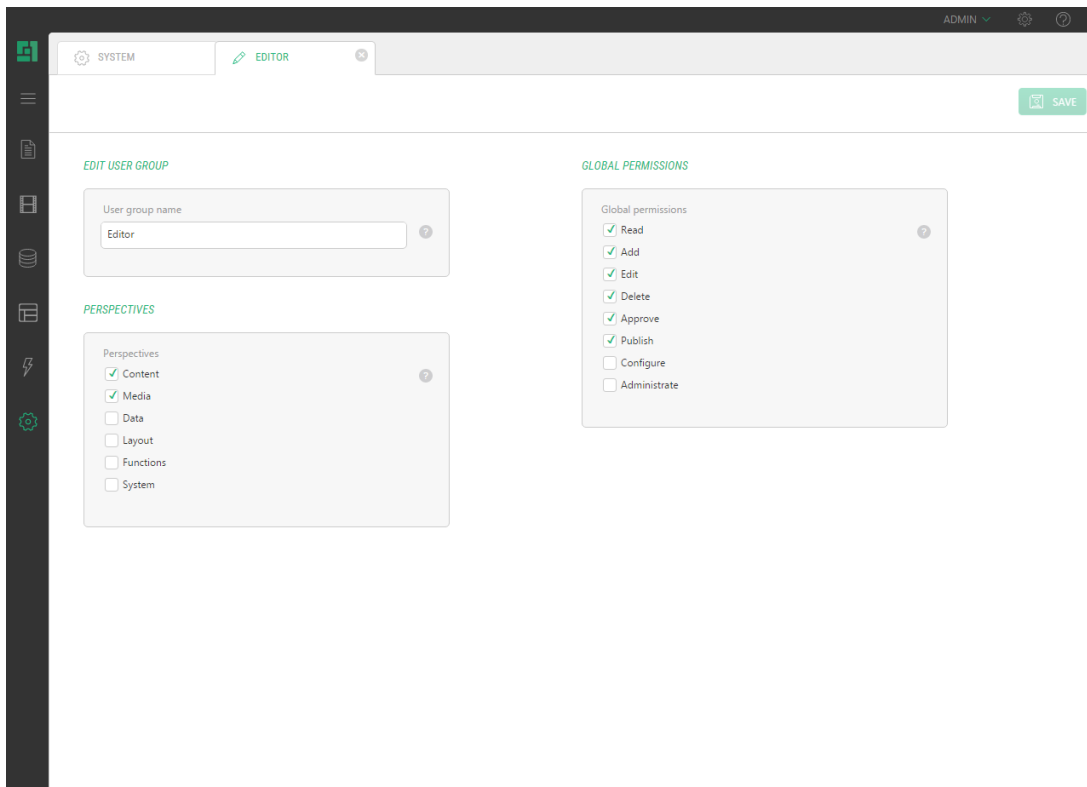 ADMIN
SYSTEM
EDITOR
SAVE
EDIT USER GROUP
User group name
Editor
PERSPECTIVES
Perspectives
Content
Media
Data
Layout
Functions
System
GLOBAL PERMISSIONS
Global permissions
Read
Add
Edit
Delete
Approve
Publish
Configure
Administrate